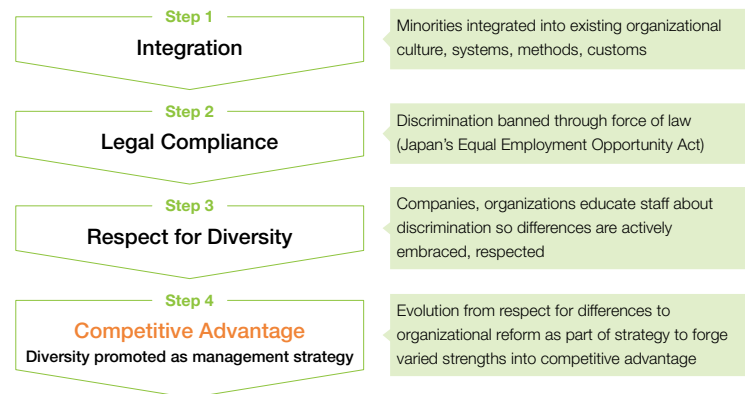 Step 1
Integration
Minorities integrated into existing organizational
culture, systems, methods, customs
Step 2
Legal Compliance
Discrimination banned through force of law
(Japan’s Equal Employment Opportunity Act)
Step 3
Respect for Diversity
Companies, organizations educate staff about
discrimination so differences are actively
embraced, respected
Step 4
Competitive Advantage
Diversity promoted as management strategy
Evolution from respect for differences to
organizational reform as part of strategy to forge
varied strengths into competitive advantage